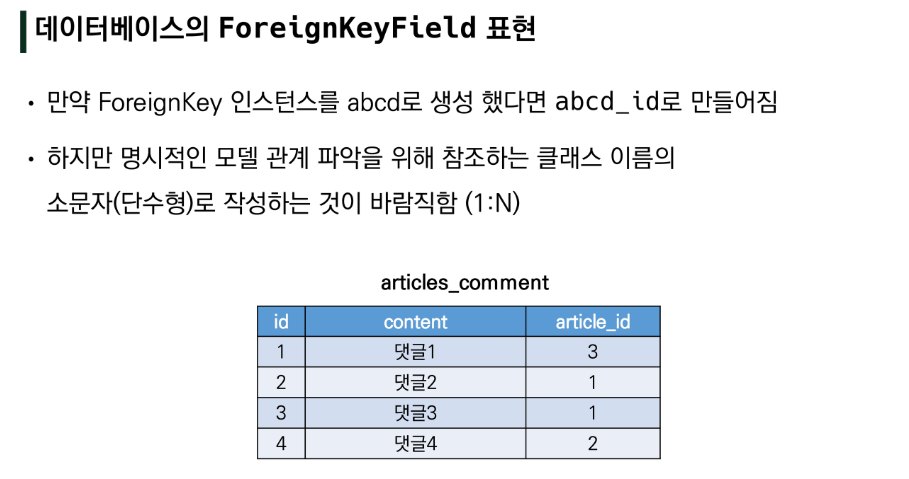 데이터베이스의 ForeignKeyField 표현
• 만약 ForeignKey 인스턴스를 abcd로 생성 했다면 abcd_id로 만들어짐
• 하지만 명시적인 모델 관계 파악을 위해 참조하는 클래스 이름의
소문자(단수형)로 작성하는 것이 바람직함 (1:N)
articles_comment
id content article_id
1 댓글1 3
2 댓글2 1
3 댓글3 1
4 댓글4 2